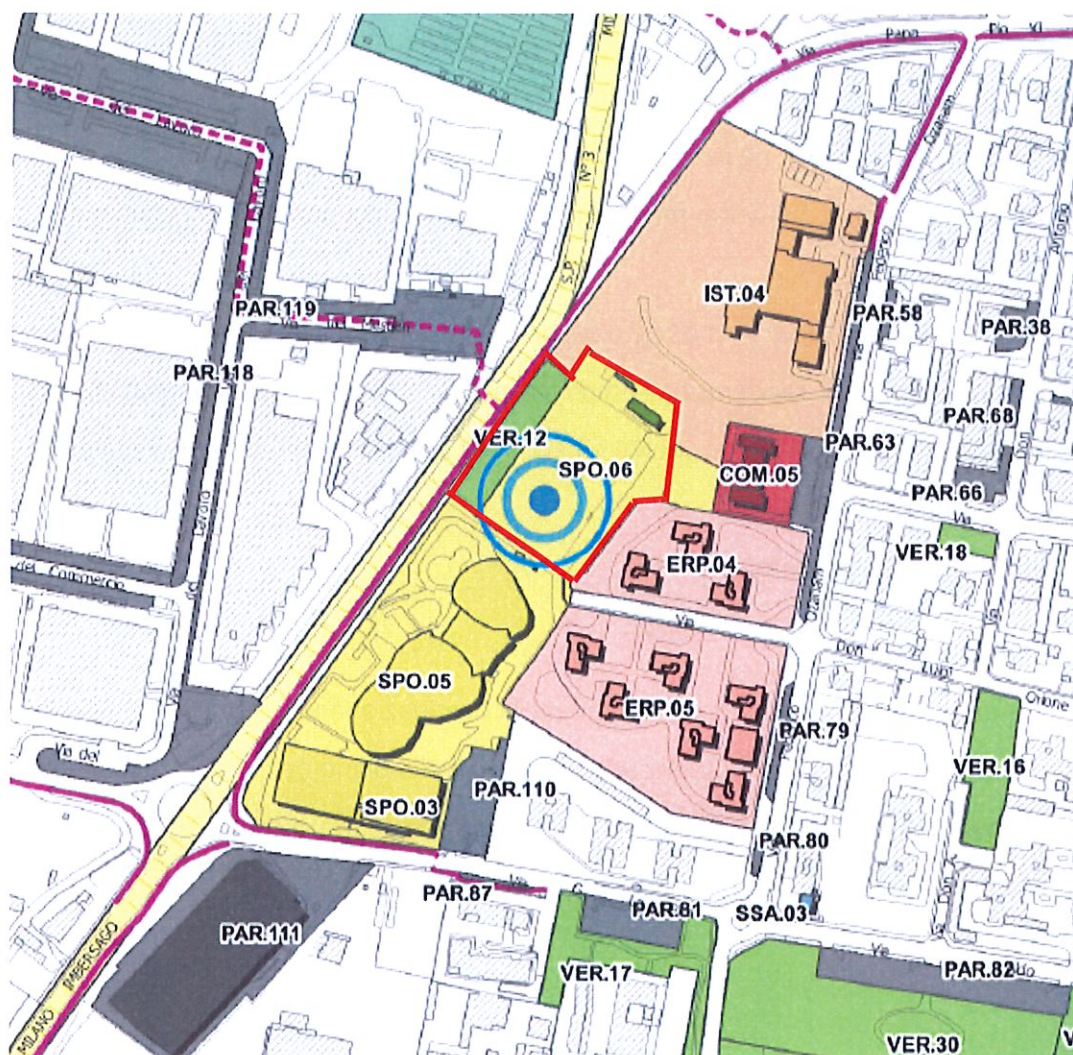 Via
Papa
Pio XI
Nº 3
S.P.
IST.04
PAR.58
PAR.38
PAR.119
PAR.118
PAR.68
VER.12
PAR.63
SPO.06
COM.05
PAR.66
Via
VER.18
ERP.04
del Commercio
Via
Don
Luigi
Orione
SPO.05
ERP.05
PAR.79
VER.16
Via del
PAR.110
SPO.03
PAR.80
PAR.87
Via
G
PAR.81
SSA.03
PAR.111
Via
VER.17
PAR.82
MILANO IMBERSAGO
VER.30
V